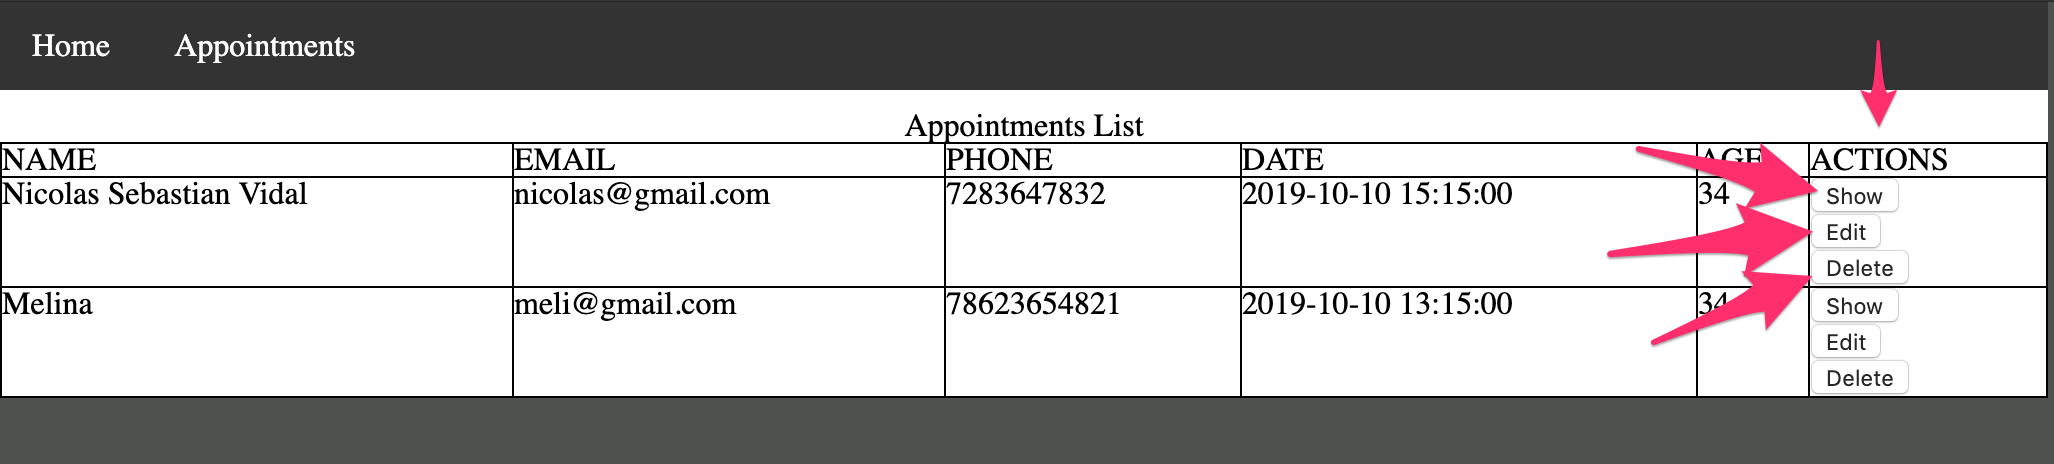 Home Appointments
Appointments List
NAME EMAIL PHONE DATE AGE ACTIONS
Nicolas Sebastian Vidal nicolas@gmail.com 7283647832 2019-10-10 15:15:00 34 Show
Edit
Delete
Melina meli@gmail.com 78623654821 2019-10-10 13:15:00 34 Show
Edit
Delete